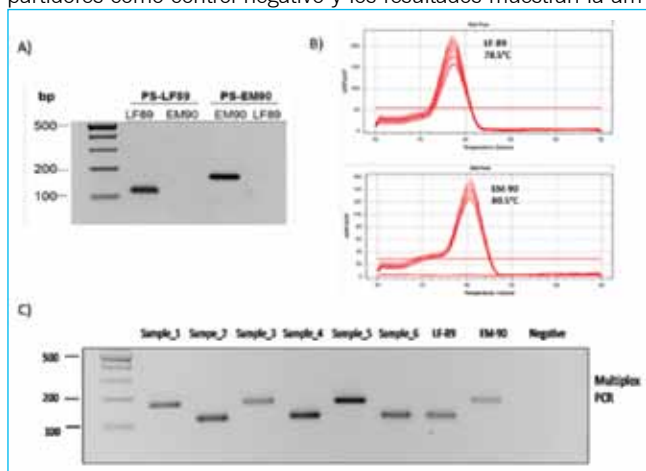 partidores como control negativo y los resultados muestran la am
A)
bp
PS-LF89 PS-EM90
LF89 EM90 EM90 LF89
500
200
100
B)
LF-89
78.5°C
EM-90
80.5°C
C)
Sample_1 Sampe_2 Sample_3 Sample_4 Sample_5 Sample_6 LF-89 EM-90 Negative
500
200
100
Multiplex
PCR